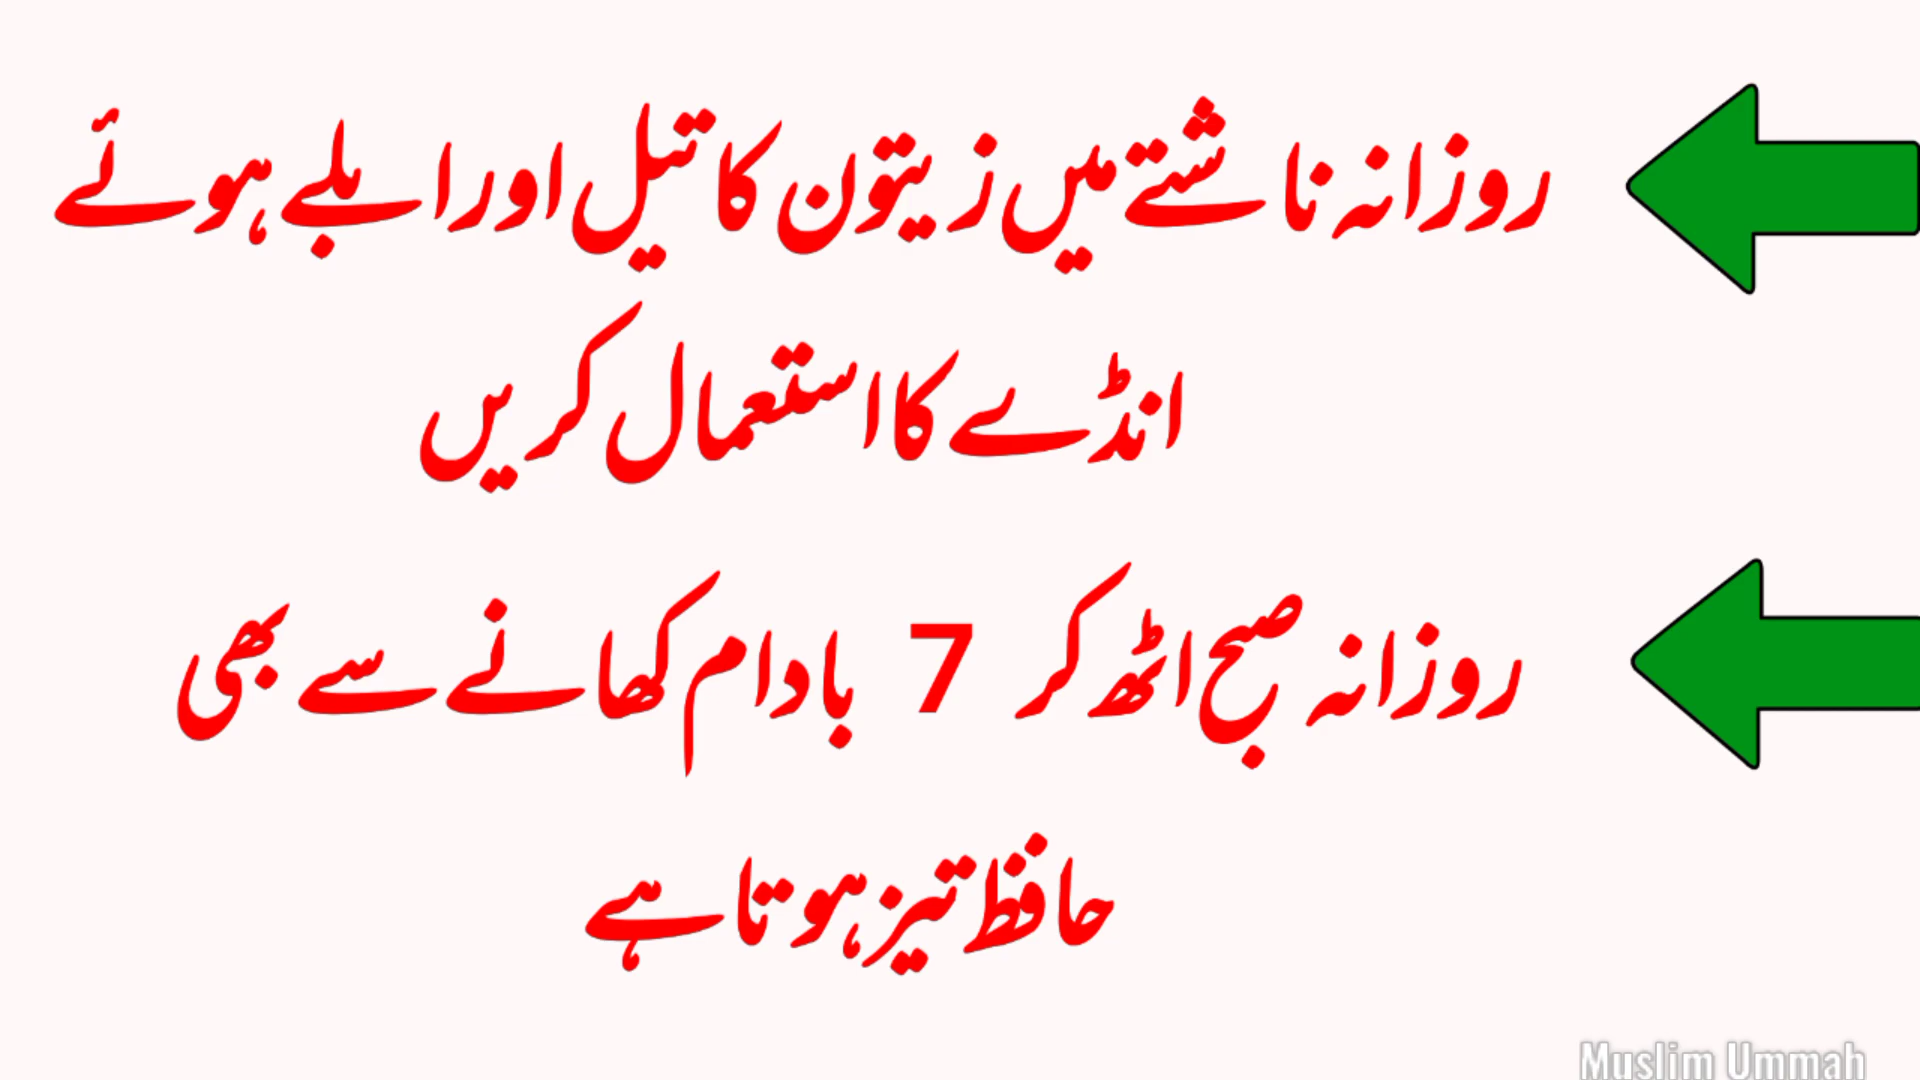 روزانہ ناشتے میں زیتون کا تیل اور ابلے ہوئے
انڈے کا استعمال کریں
روزانہ صبح اٹھ کر 7 بادام کھانے سے بھی
حافظ تیز ہوتا ہے
Muslim Ummah